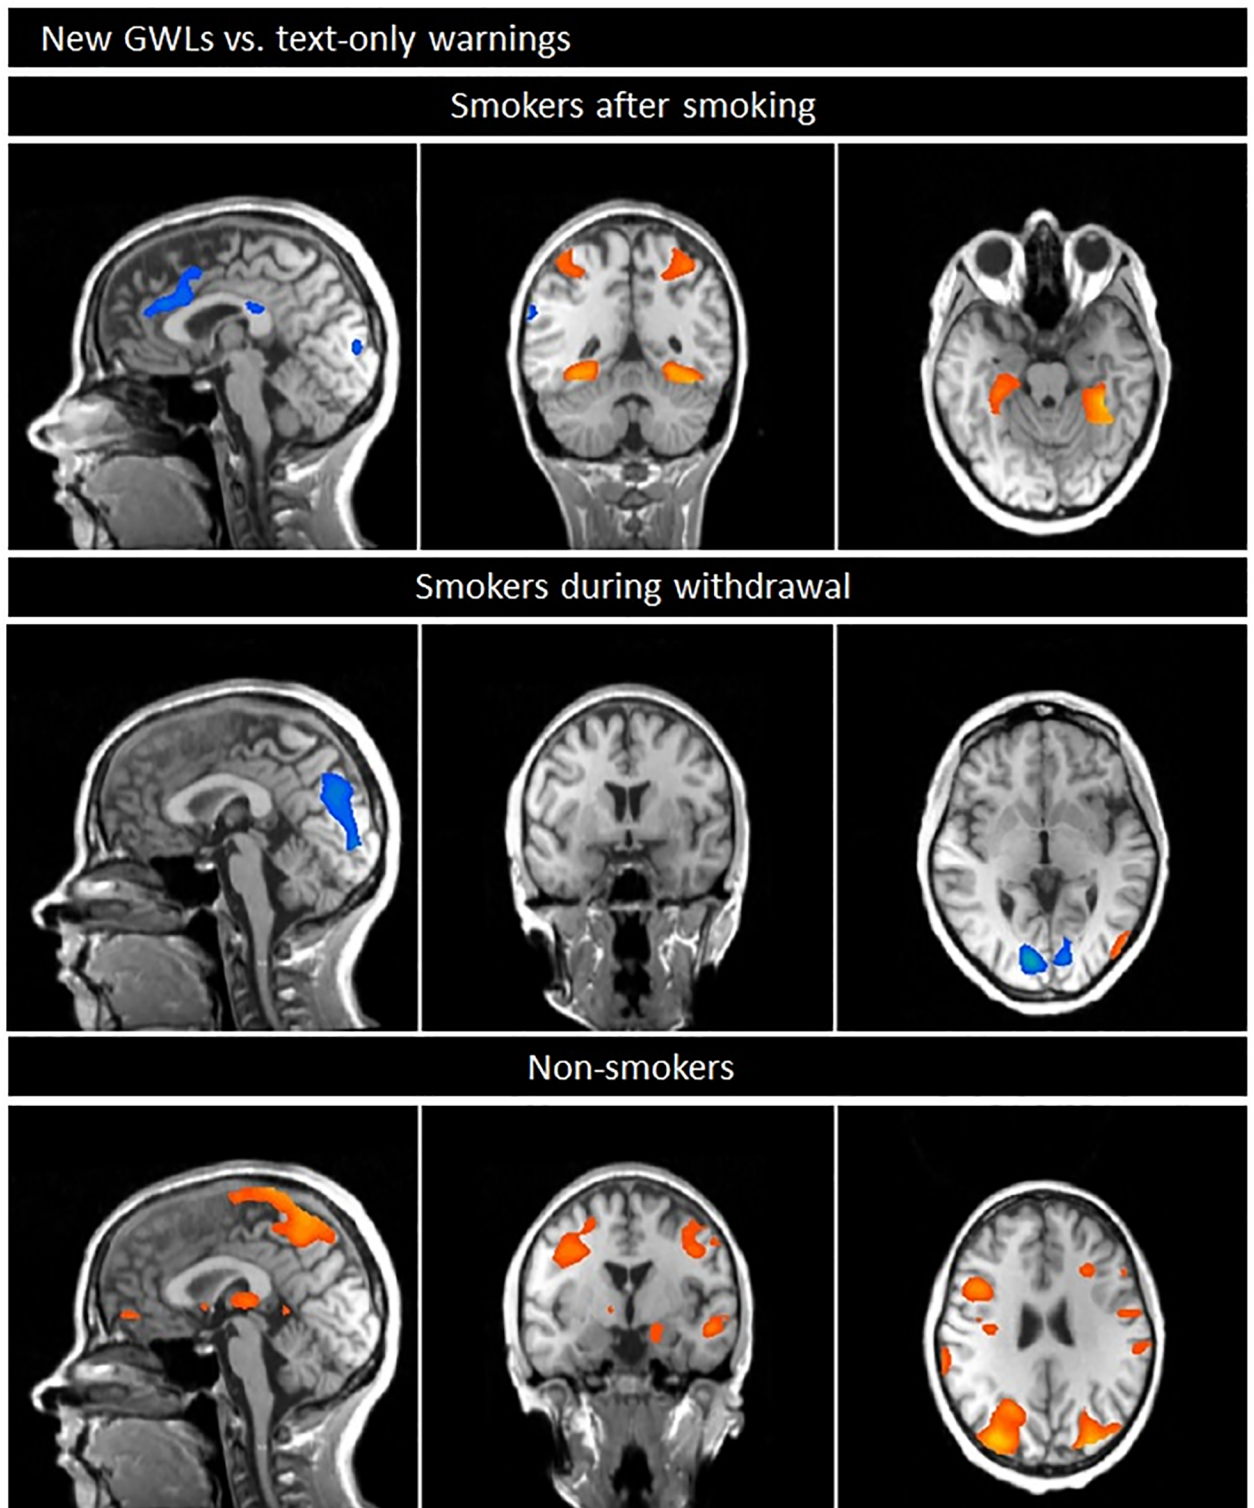 New GWLs vs. text-only warnings
Smokers after smoking
Smokers during withdrawal
Non-smokers